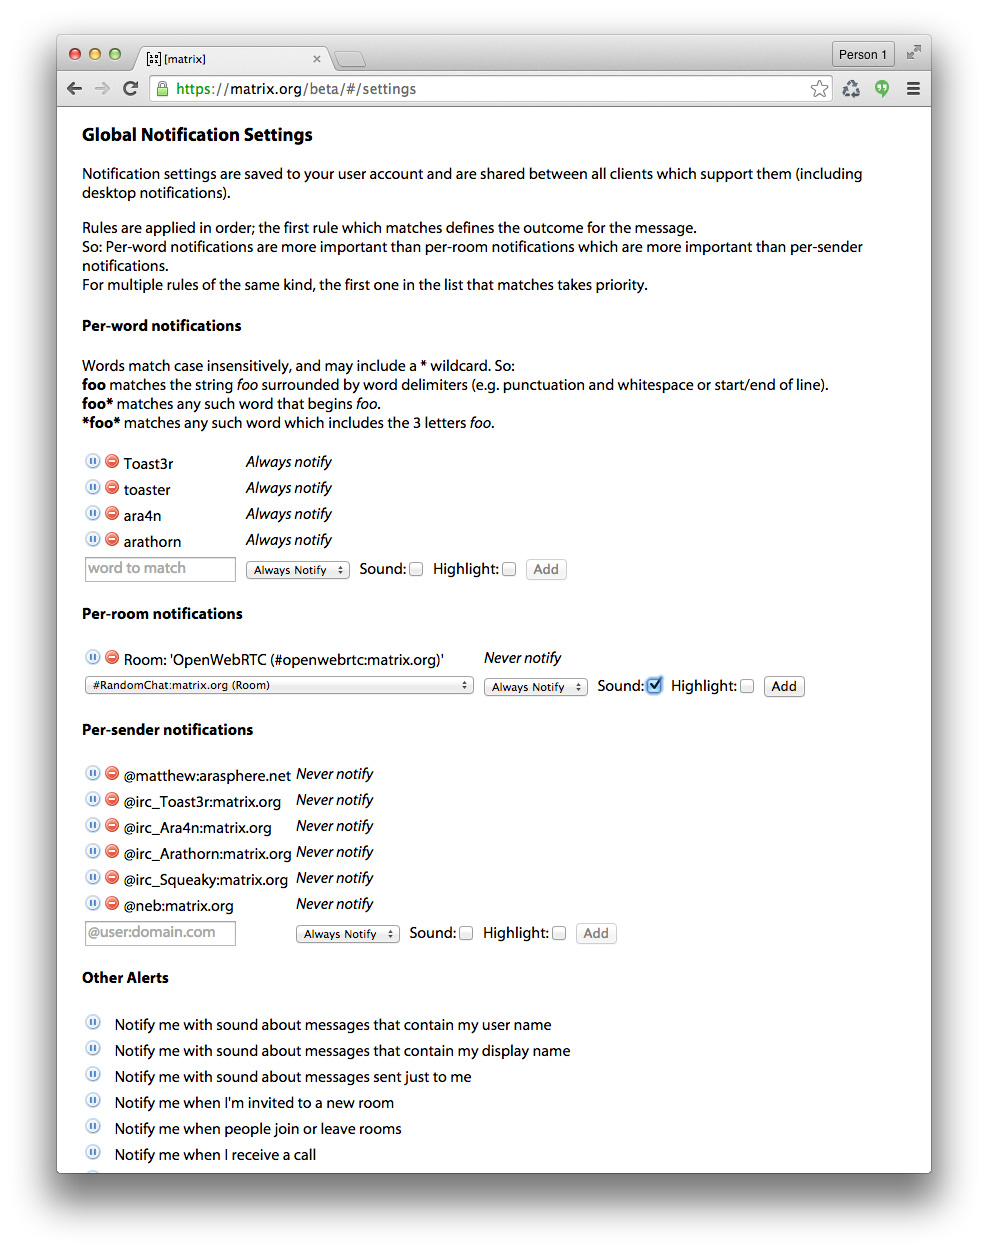 [matrix]
Person 1
https://matrix.org/beta/#/settings
Global Notification Settings
Notification settings are saved to your user account and are shared between all clients which support them (including
desktop notifications).
Rules are applied in order; the first rule which matches defines the outcome for the message.
So: Per-word notifications are more important than per-room notifications which are more important than per-sender
notifications.
For multiple rules of the same kind, the first one in the list that matches takes priority.
Per-word notifications
Words match case insensitively, and may include a * wildcard. So:
foo matches the string foo surrounded by word delimiters (e.g. punctuation and whitespace or start/end of line).
foo* matches any such word that begins foo.
*foo* matches any such word which includes the 3 letters foo.
Toast3r Always notify
toaster Always notify
ara4n Always notify
arathorn Always notify
word to match Always Notify Sound: Highlight: Add
Per-room notifications
Room: 'OpenWebRTC (#openwebrtc:matrix.org)' Never notify
#RandomChat:matrix.org (Room) Always Notify Sound: Highlight: Add
Per-sender notifications
@matthew:arasphere.net Never notify
@irc_Toast3r:matrix.org Never notify
@irc_Ara4n:matrix.org Never notify
@irc_Arathorn:matrix.org Never notify
@irc_Squeaky:matrix.org Never notify
@neb:matrix.org Never notify
@user:domain.com Always Notify Sound: Highlight: Add
Other Alerts
Notify me with sound about messages that contain my user name
Notify me with sound about messages that contain my display name
Notify me with sound about messages sent just to me
Notify me when I'm invited to a new room
Notify me when people join or leave rooms
Notify me when I receive a call